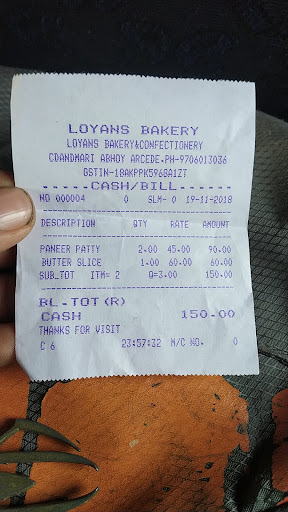 LOYANS BAKERY
LOYANS BAKERY&CONFECTIONERY
CDANDMARI ABHOY ARCEDE.PH-9706013036
GSTIN-18AKPPK5968A1ZT
-----CASH/BILL-----
NO 000004 0 SLM- 0 19-11-2018
DESCRIPTION QTY RATE AMOUNT
PANEER PATTY 2.00 45.00 90.00
BUTTER SLICE 1.00 60.00 60.00
SUB_TOT ITM= 2 Q=3.00 150.00
BL-TOT(R)
CASH 150.00
THANKS FOR VISIT
C 6 23:57:32 M/C NO. 0